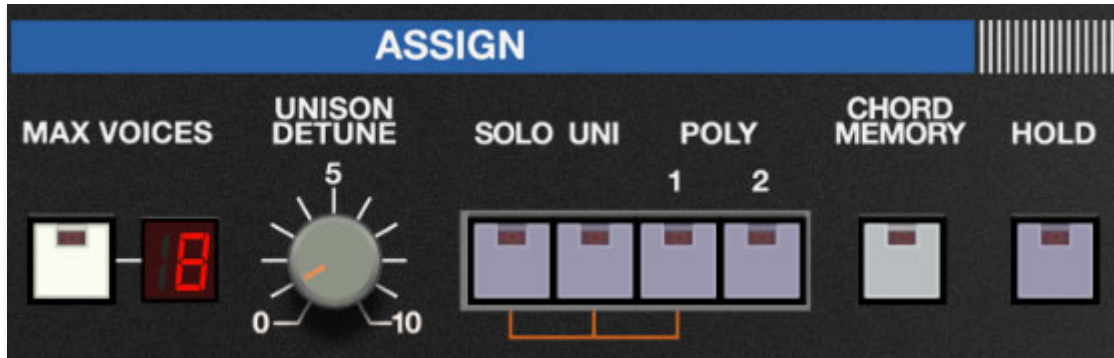 ASSIGN
MAX VOICES
UNISON
DETUNE
SOLO UNI POLY
CHORD
MEMORY
HOLD
5
1 2
8
0 10